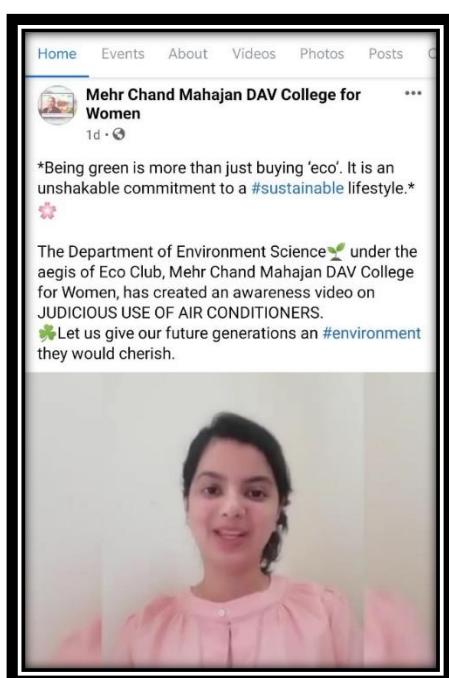 Home Events About Videos Photos Posts
Mehr Chand Mahajan DAV College for
Women
1d
*Being green is more than just buying ‘eco’. It is an
unshakable commitment to a #sustainable lifestyle.*
🌸
The Department of Environment Science🌱 under the
aegis of Eco Club, Mehr Chand Mahajan DAV College
for Women, has created an awareness video on
JUDICIOUS USE OF AIR CONDITIONERS.
☘️Let us give our future generations an #environment
they would cherish.